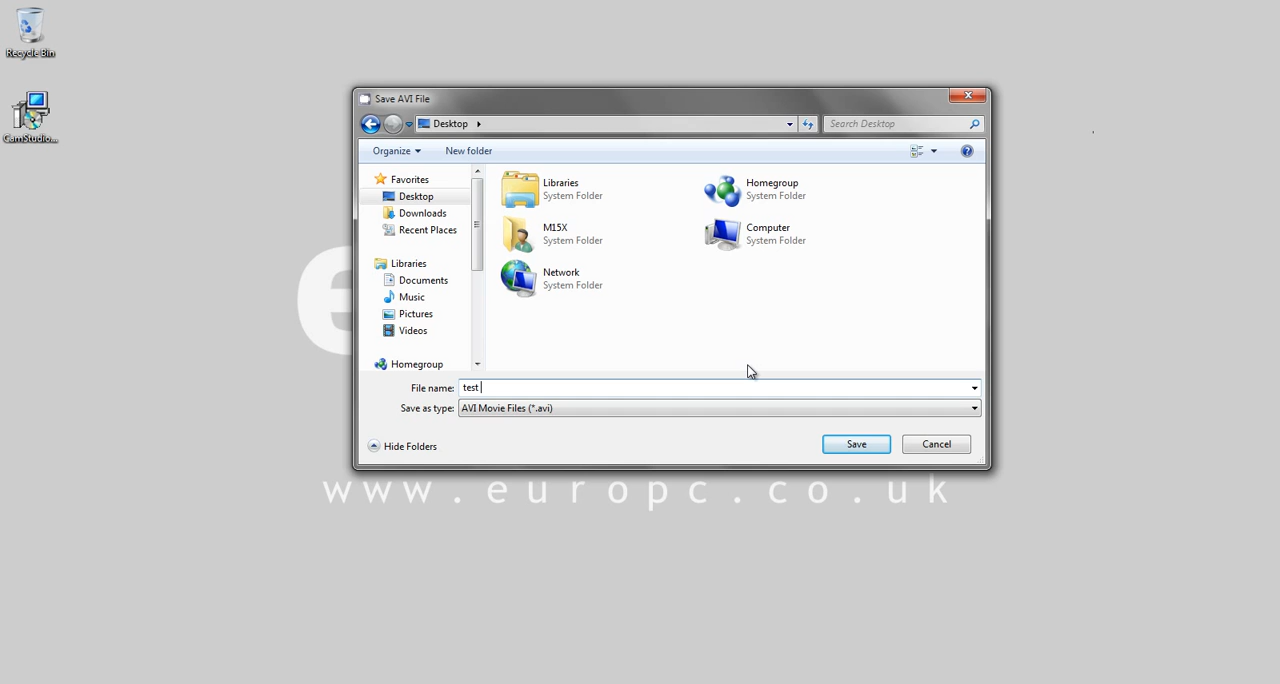 Recycle Bin
CamStudio...
Save AVI File
Desktop
Search Desktop
Organize
New folder
Favorites
Desktop
Downloads
Recent Places
Libraries
Documents
Music
Pictures
Videos
Homegroup
Libraries
System Folder
Homegroup
System Folder
M15X
System Folder
Computer
System Folder
Network
System Folder
File name: test
Save as type: AVI Movie Files (*.avi)
Hide Folders
Save
Cancel
e
www.europc.co.uk